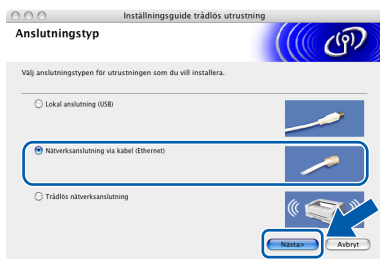 Inställningsguide trådlös utrustning
Anslutningstyp
Välj anslutningstypen för utrustningen som du vill installera.
Lokal anslutning (USB)
Nätverksanslutning via kabel (Ethernet)
Trådlös nätverksanslutning
Nästa>
Avbryt